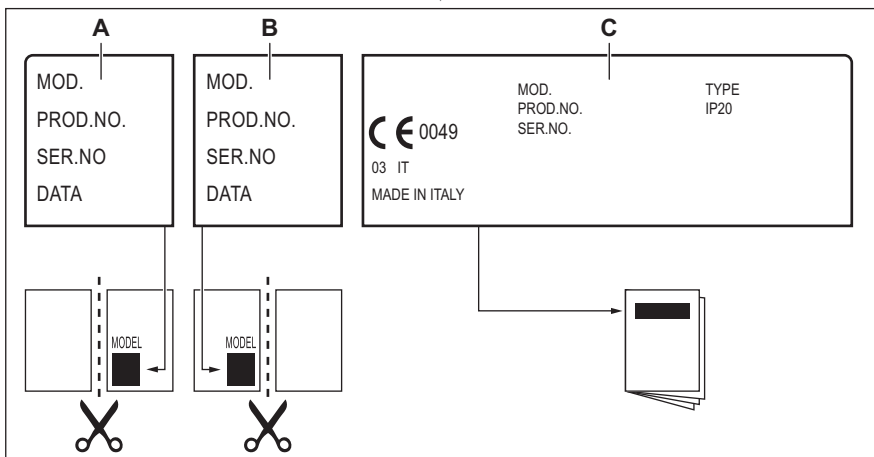 A
B
C
MOD.
PROD.NO.
SER.NO
DATA
MOD.
PROD.NO.
SER.NO
DATA
MOD.
TYPE
PROD.NO.
IP20
SER.NO.
CE 0049
03 IT
MADE IN ITALY
MODEL
MODEL